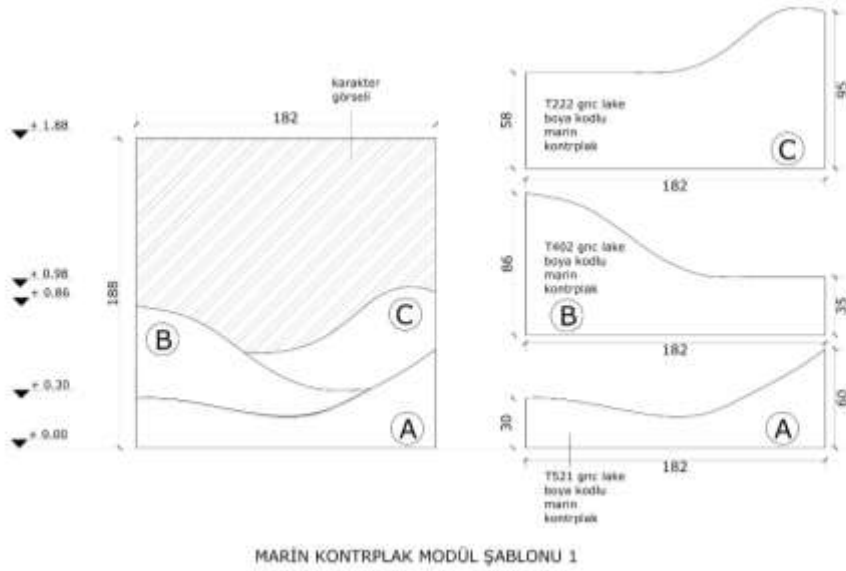 karakter
görseli
182
+ 1.88
+ 0.98
+ 0.86
188
+ 0.30
+ 0.00
B
C
A
58
95
T222 gnc lake
boya kodlu
marin
kontrplak
C
182
86
T402 gnc lake
boya kodlu
marin
kontrplak
B
35
182
30
A
60
182
T521 gnc lake
boya kodlu
marin
kontrplak
MARİN KONTRPLAK MODÜL ŞABLONU 1